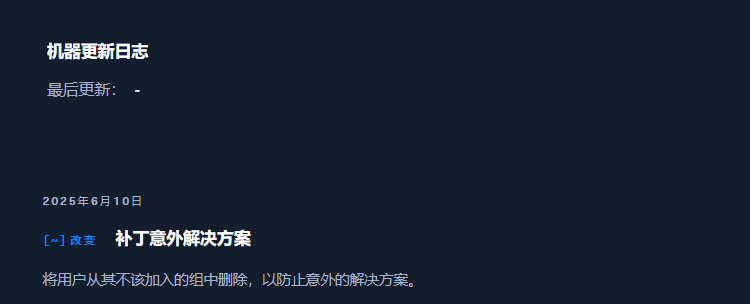 机器更新日志
最后更新： -
2025年6月10日
[~] 改变 补丁意外解决方案
将用户从其不该加入的组中删除，以防止意外的解决方案。